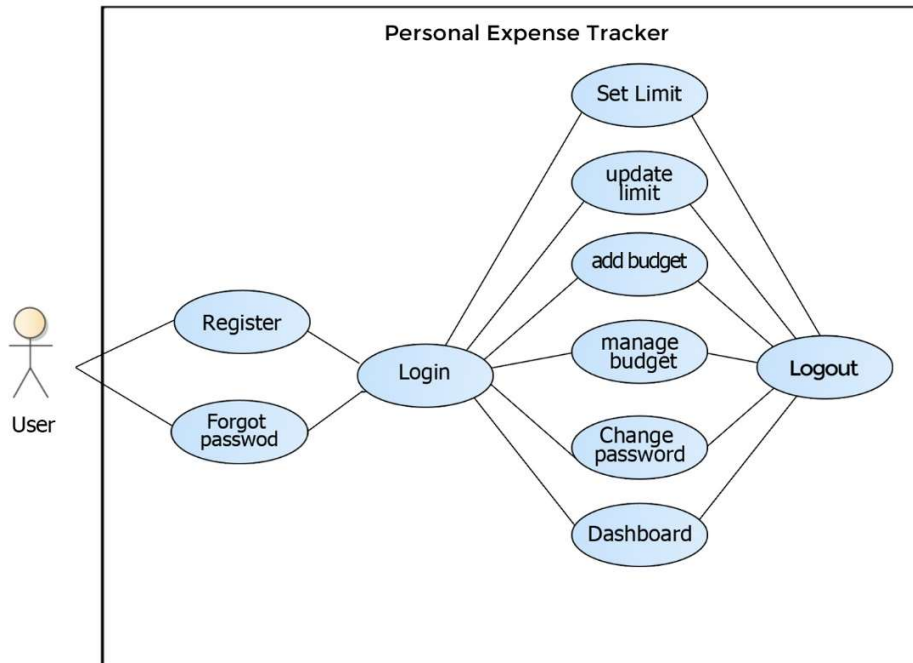 Personal Expense Tracker
Set Limit
update
limit
add budget
Register
manage
budget
Login
Logout
User
Forgot
passwod
Change
password
Dashboard